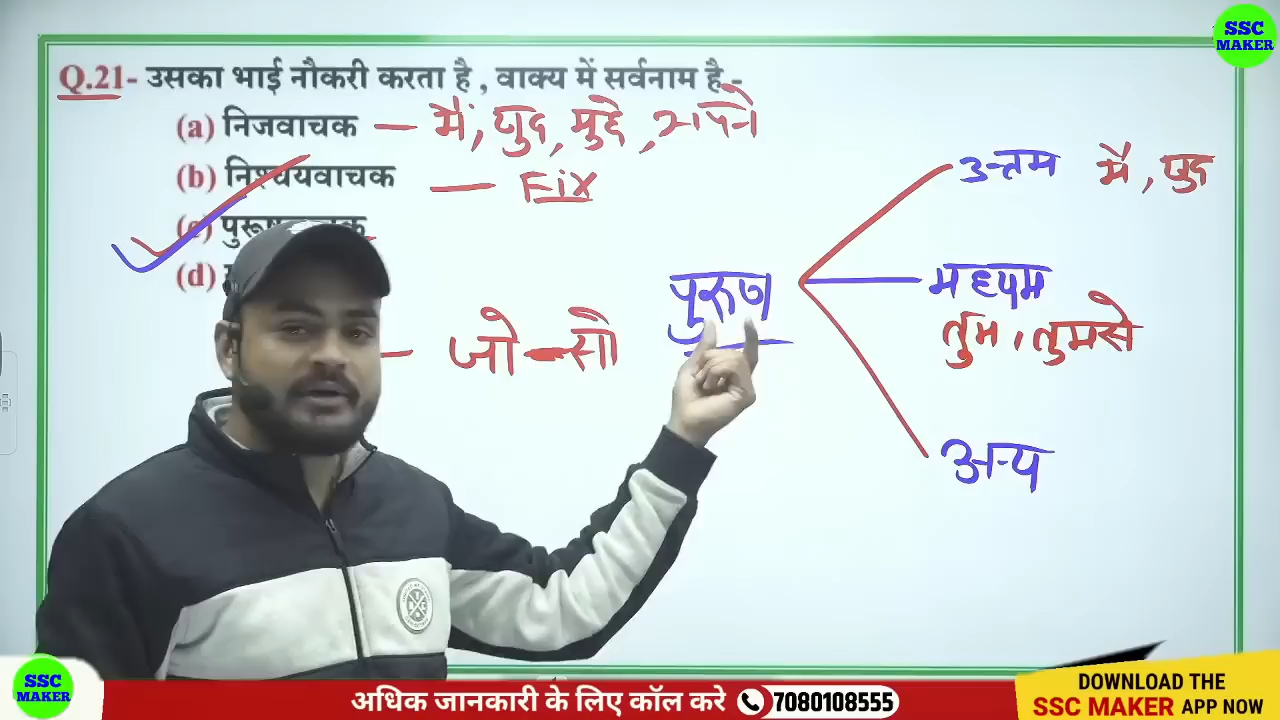 SSC
MAKER
Q.21- उसका भाई नौकरी करता है , वाक्य में सर्वनाम है -
(a) निजवाचक — मैं, खुद, मुझे, अपने
(b) निश्चयवाचक — Fix
(c)
(d)
— जो - सो
पुरुष
उत्तम मैं , खुद
मध्यम
तुम , तुमसे
अन्य
SSC
MAKER
अधिक जानकारी के लिए कॉल करे 7080108555
DOWNLOAD THE
SSC MAKER APP NOW